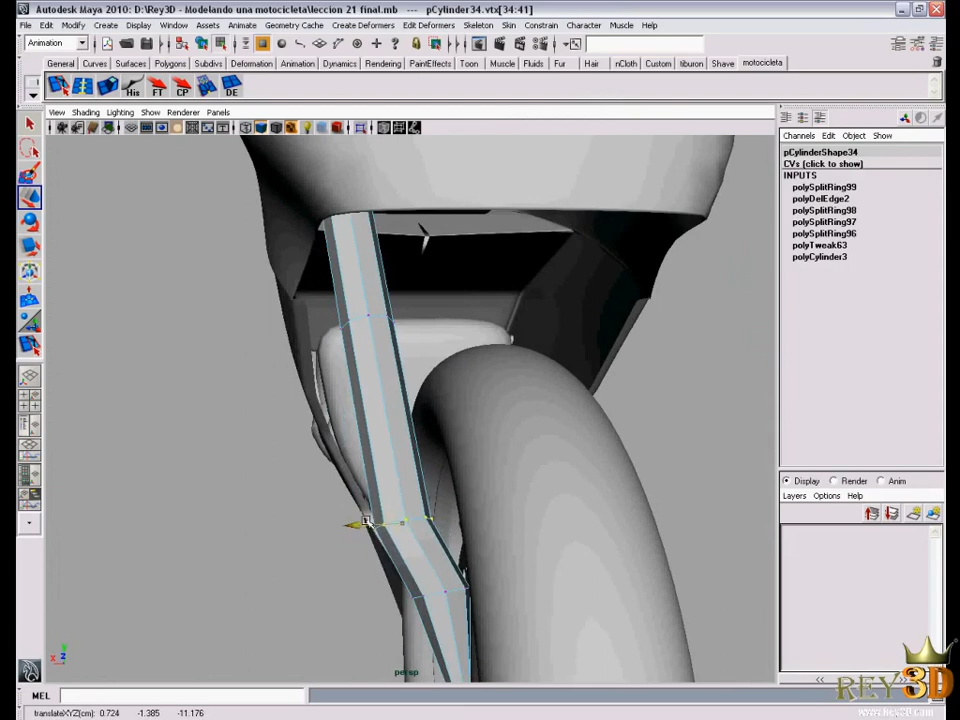 Autodesk Maya 2010: D:\Rey3D - Modelando una motocicleta\leccion 21 final.mb --- pCylinder34.vtx[34:41]
File Edit Modify Create Display Window Assets Animate Geometry Cache Create Deformers Edit Deformers Skeleton Skin Constrain Character Muscle Help
Animation
General Curves Surfaces Polygons Subdivs Deformation Animation Dynamics Rendering PaintEffects Toon Muscle Fluids Fur Hair nCloth Custom tiburon Shave motocicleta
His FT CP DE
View Shading Lighting Show Renderer Panels
Channels Edit Object Show
pCylinderShape34
CVs (click to show)
INPUTS
polySplitRing99
polyDelEdge2
polySplitRing98
polySplitRing97
polySplitRing96
polyTweak63
polyCylinder3
Display Render Anim
Layers Options Help
persp
MEL
translateXYZ(cm): 0.724 -1.385 -11.176
REY3D